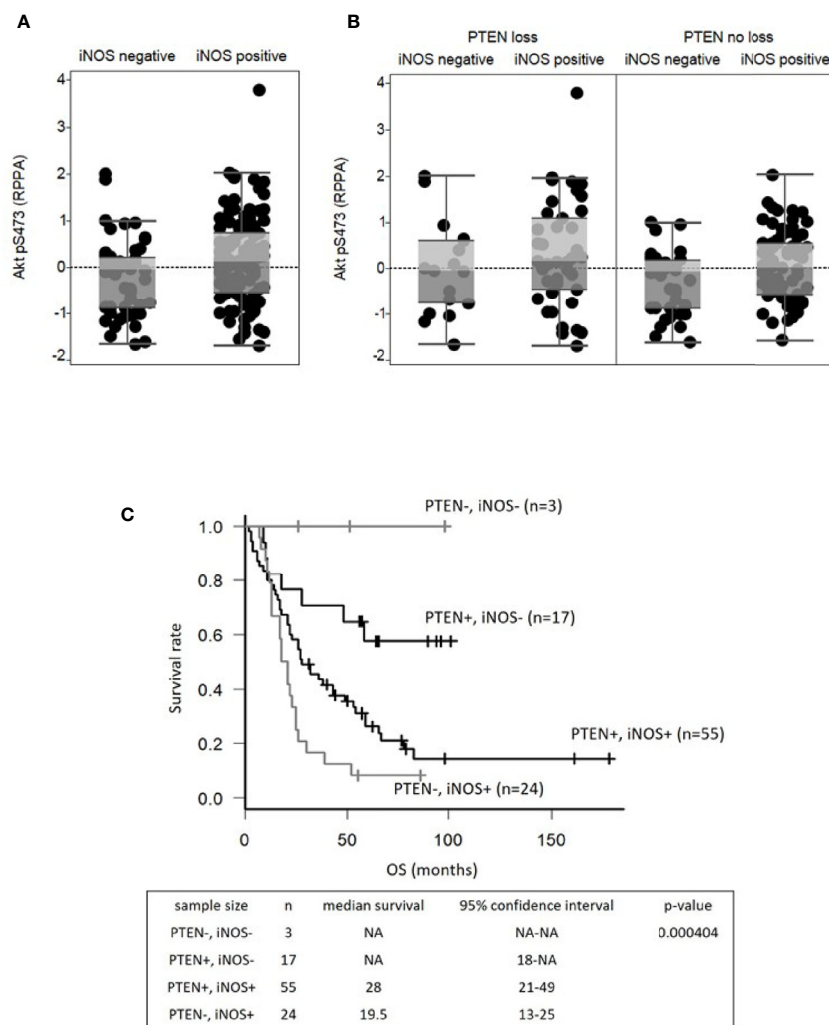 A
B
iNOS negative iNOS positive
PTEN loss PTEN no loss
iNOS negative iNOS positive iNOS negative iNOS positive
Akt pS473 (RPPA)
4
3
2
1
0
-1
-2
Akt pS473 (RPPA)
4
3
2
1
0
-1
-2
C
PTEN-, iNOS- (n=3)
PTEN+, iNOS- (n=17)
PTEN+, iNOS+ (n=55)
PTEN-, iNOS+ (n=24)
Survival rate
1.0
0.8
0.6
0.4
0.2
0.0
0 50 100 150
OS (months)
sample size n median survival 95% confidence interval p-value
PTEN-, iNOS- 3 NA NA-NA 0.000404
PTEN+, iNOS- 17 NA 18-NA
PTEN+, iNOS+ 55 28 21-49
PTEN-, iNOS+ 24 19.5 13-25